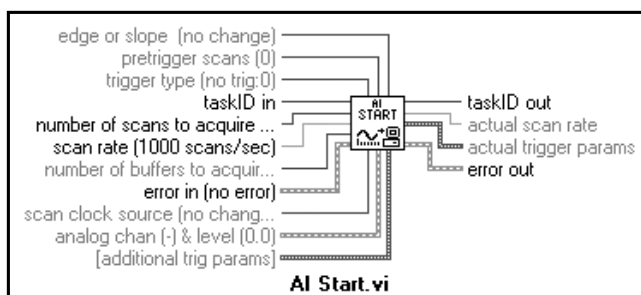 edge or slope (no change)
pretrigger scans (0)
trigger type (no trig:0)
taskID in
number of scans to acquire ...
scan rate (1000 scans/sec)
number of buffers to acquir...
error in (no error)
scan clock source (no chang...
analog chan (-) & level (0.0)
[additional trig params]
AI
START
taskID out
actual scan rate
actual trigger params
error out
AI Start.vi